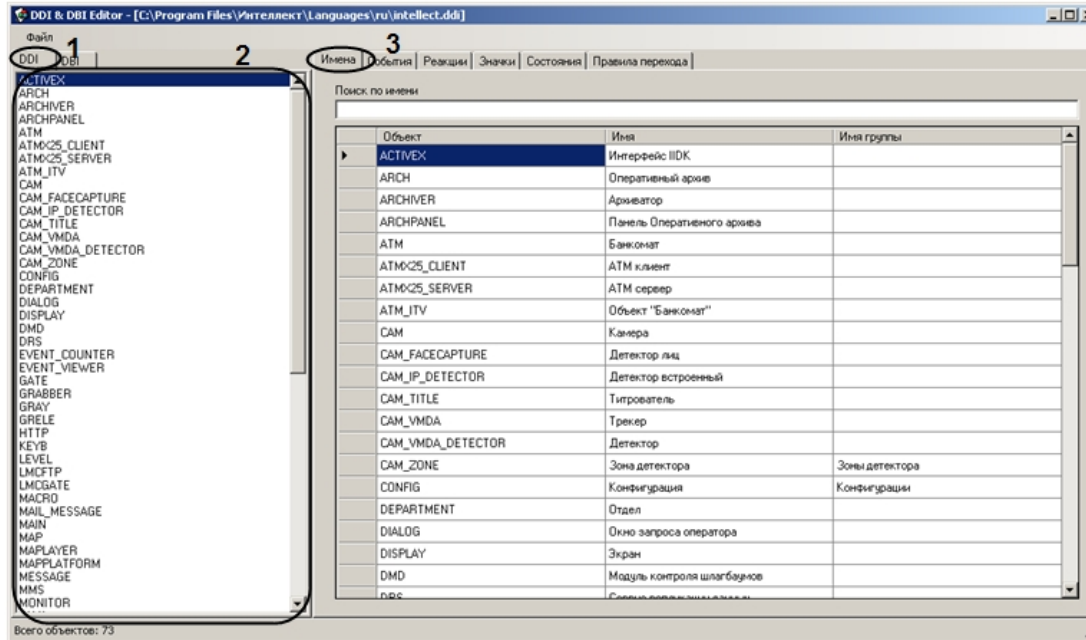 DDI & DBI Editor - [C:\Program Files\Интеллект\Languages\ru\intellect.ddi]
Файл
1
2
3
DDI DBI
ACTIVEX
ARCH
ARCHIVER
ARCHPANEL
ATM
ATMX25_CLIENT
ATMX25_SERVER
ATM_ITV
CAM
CAM_FACECAPTURE
CAM_IP_DETECTOR
CAM_TITLE
CAM_VMDA
CAM_VMDA_DETECTOR
CAM_ZONE
CONFIG
DEPARTMENT
DIALOG
DISPLAY
DMD
DRS
EVENT_COUNTER
EVENT_VIEWER
GATE
GRABBER
GRAY
GRELE
HTTP
KEYB
LEVEL
LMCFTP
LMCGATE
MACRO
MAIL_MESSAGE
MAIN
MAP
MAPLAYER
MAPPLATFORM
MESSAGE
MMS
MONITOR
Имена События Реакции Значки Состояния Правила перехода
Поиск по имени
Объект Имя Имя группы
ACTIVEX Интерфейс IIDK
ARCH Оперативный архив
ARCHIVER Архиватор
ARCHPANEL Панель Оперативного архива
ATM Банкомат
ATMX25_CLIENT ATM клиент
ATMX25_SERVER ATM сервер
ATM_ITV Объект "Банкомат"
CAM Камера
CAM_FACECAPTURE Детектор лиц
CAM_IP_DETECTOR Детектор встроенный
CAM_TITLE Титрователь
CAM_VMDA Трекер
CAM_VMDA_DETECTOR Детектор
CAM_ZONE Зона детектора Зоны детектора
CONFIG Конфигурация Конфигурации
DEPARTMENT Отдел
DIALOG Окно запроса оператора
DISPLAY Экран
DMD Модуль контроля шлагбаумов
DRS
Всего объектов: 73